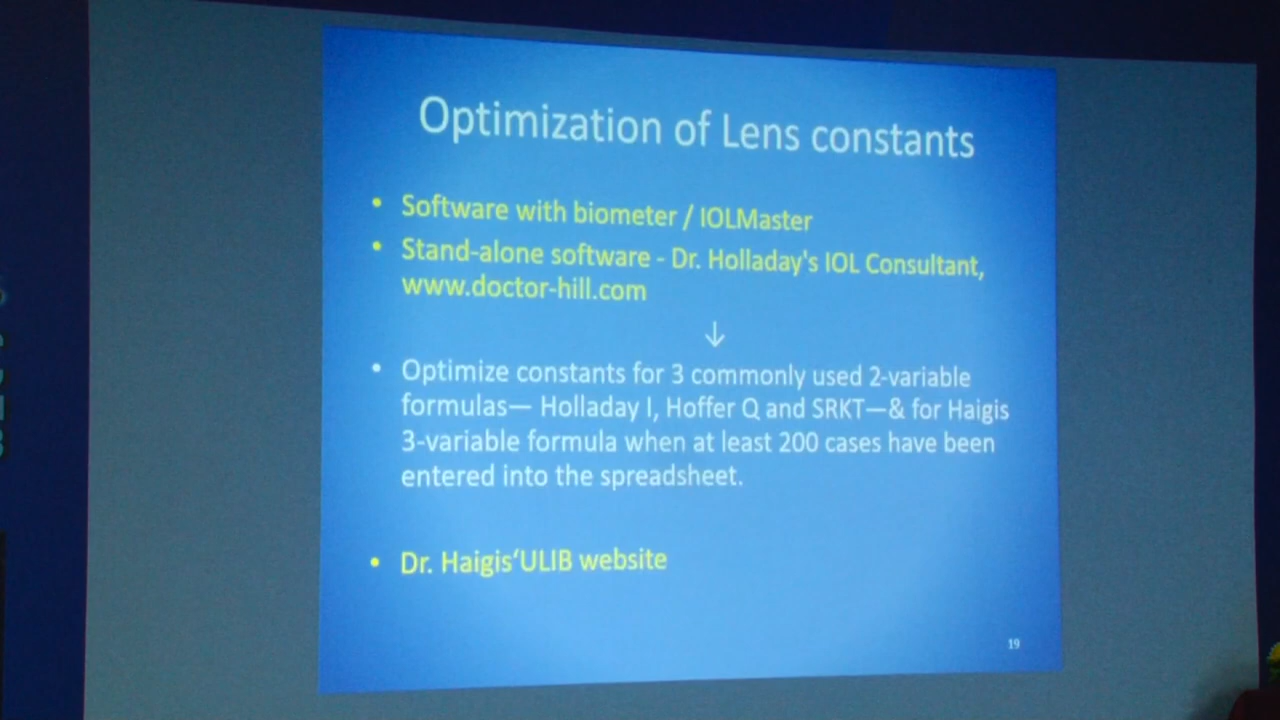 Optimization of Lens constants
• Software with biometer / IOLMaster
• Stand-alone software - Dr. Holladay's IOL Consultant,
www.doctor-hill.com
↓
• Optimize constants for 3 commonly used 2-variable
formulas— Holladay I, Hoffer Q and SRKT—& for Haigis
3-variable formula when at least 200 cases have been
entered into the spreadsheet.
• Dr. Haigis‘ULIB website
19